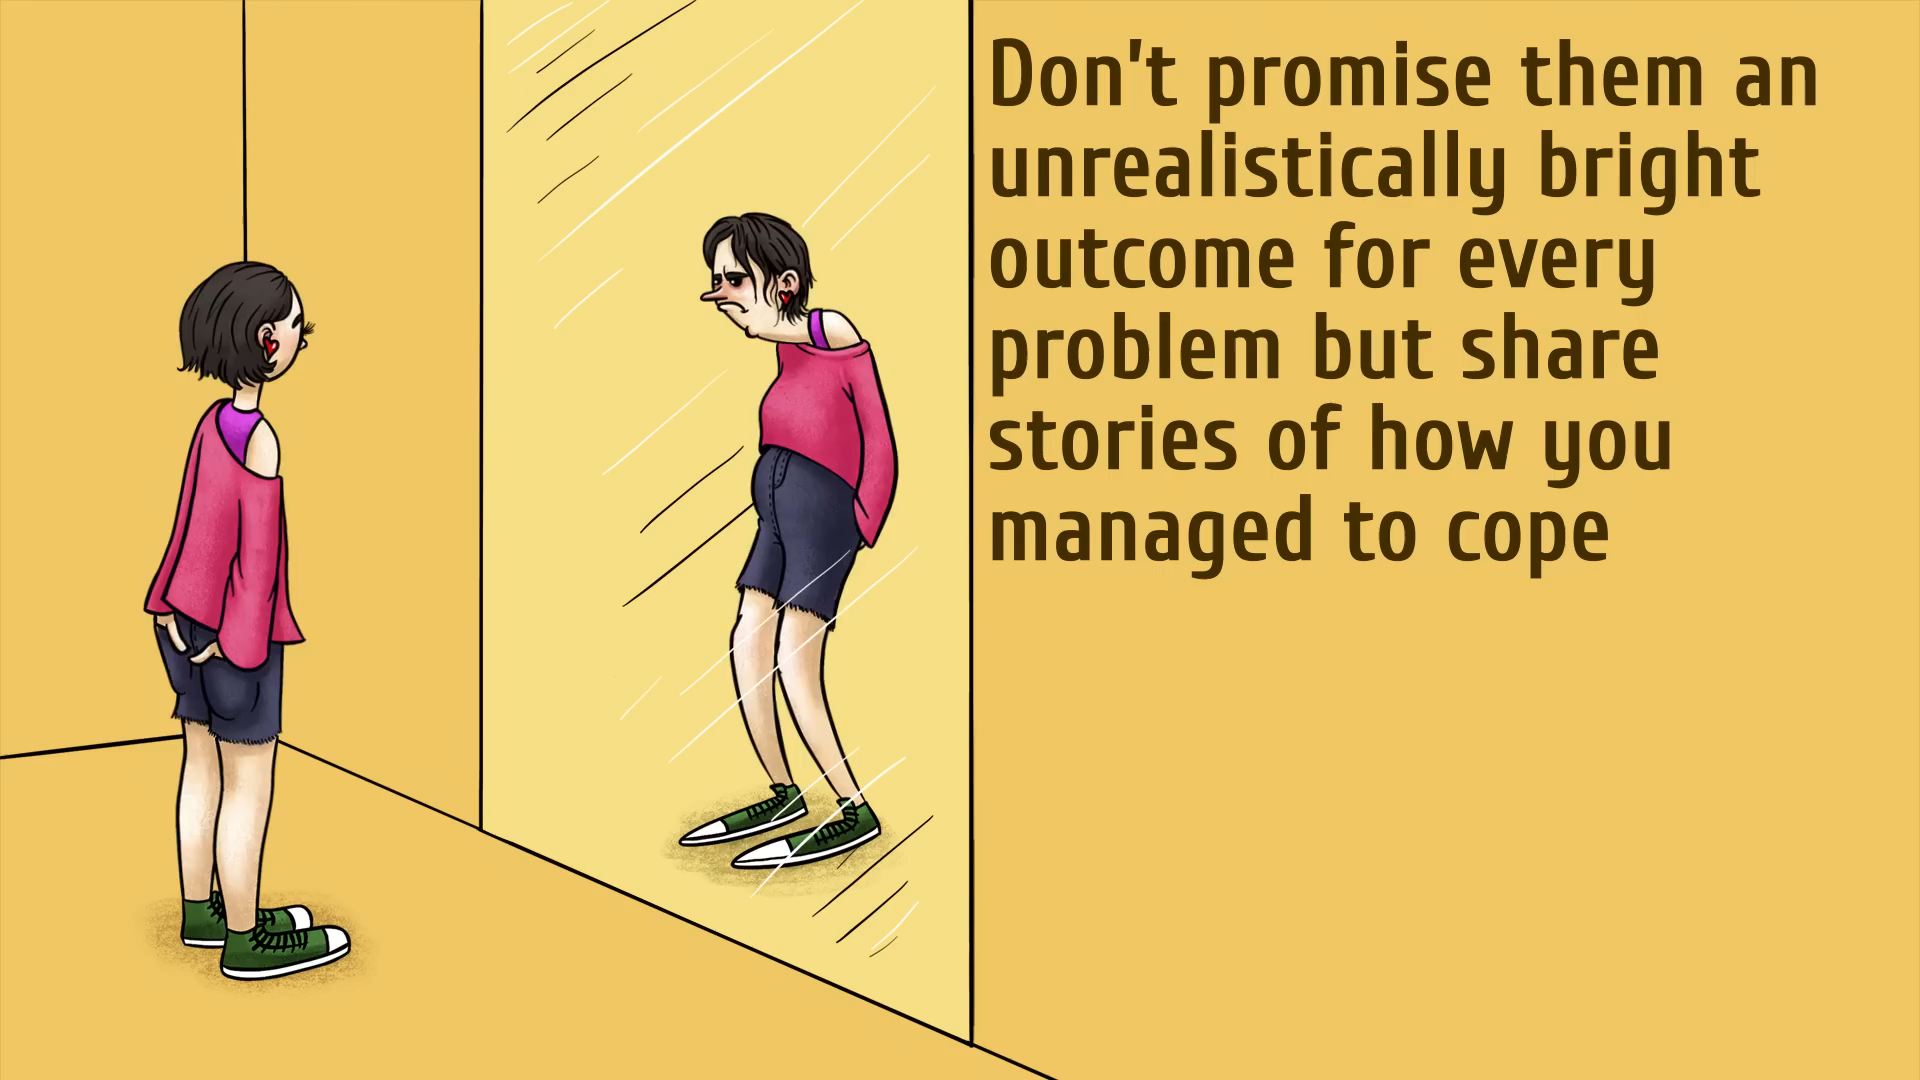 Don't promise them an
unrealistically bright
outcome for every
problem but share
stories of how you
managed to cope